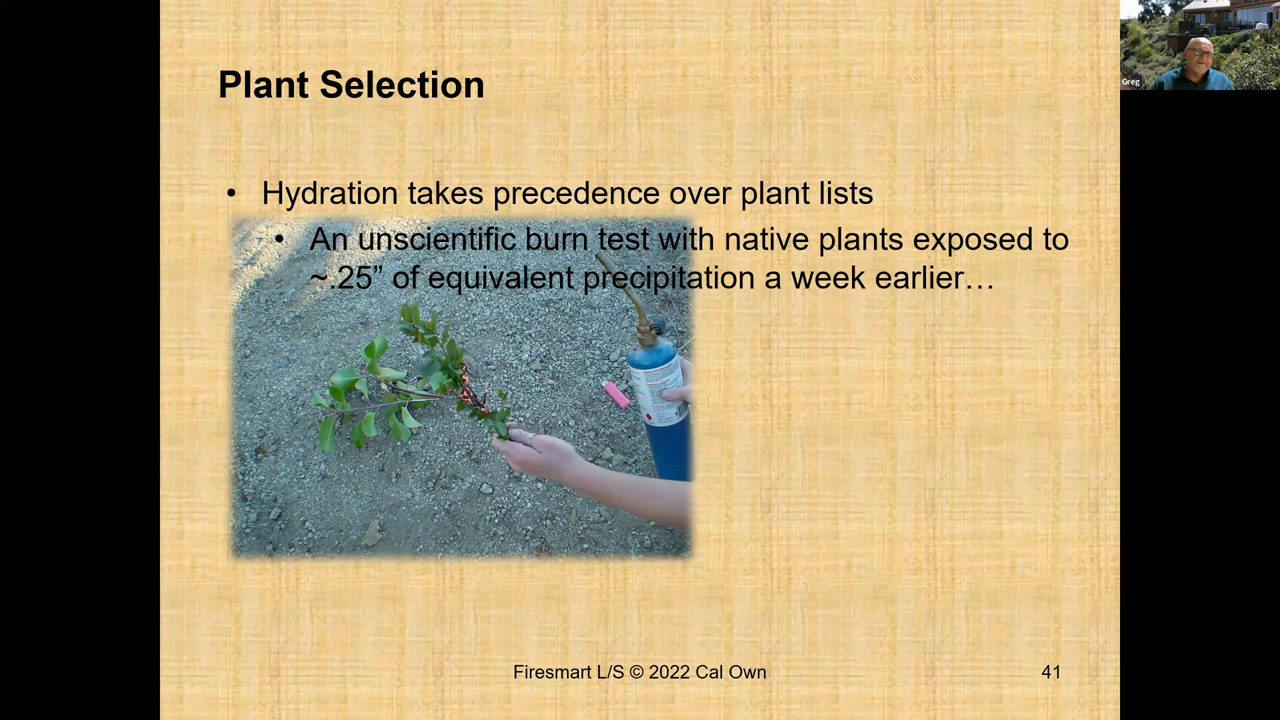 Plant Selection
Greg
• Hydration takes precedence over plant lists
• An unscientific burn test with native plants exposed to
~.25” of equivalent precipitation a week earlier…
Firesmart L/S © 2022 Cal Own
41